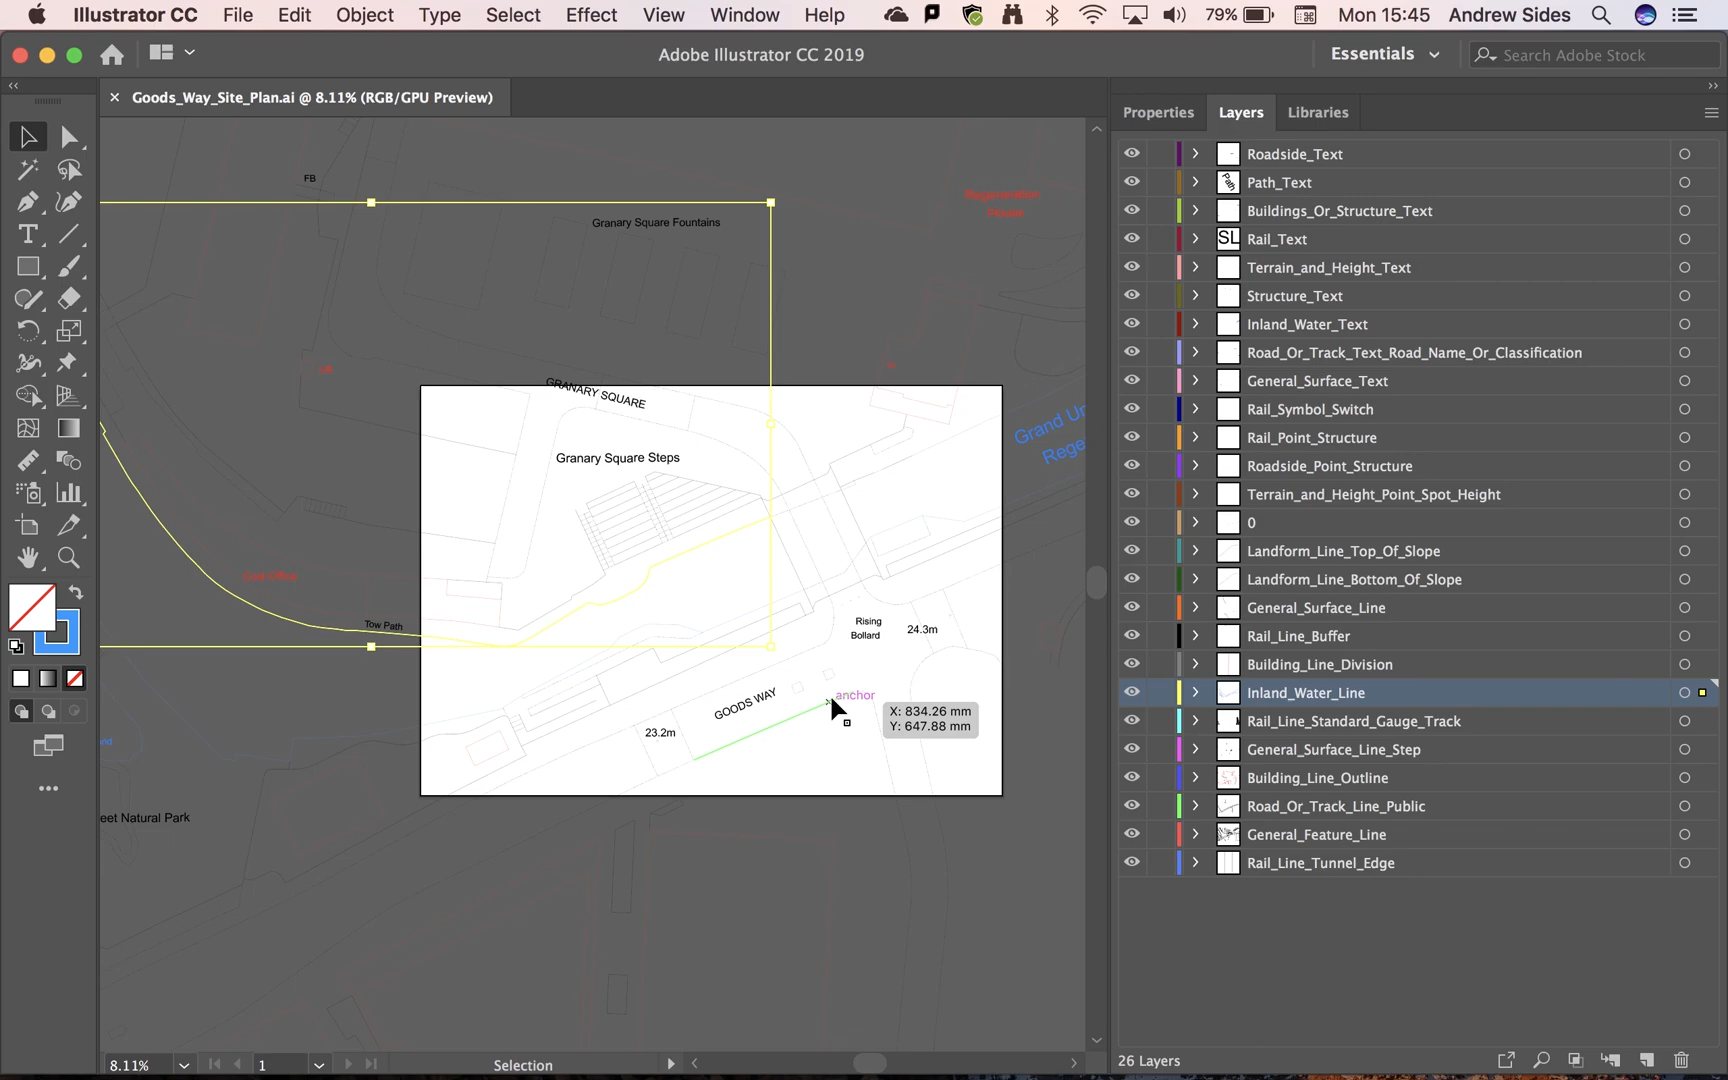 Illustrator CC File Edit Object Type Select Effect View Window Help 79% Mon 15:45 Andrew Sides
Adobe Illustrator CC 2019
Essentials
Search Adobe Stock
Goods_Way_Site_Plan.ai @ 8.11% (RGB/GPU Preview)
Properties Layers Libraries
Roadside_Text
Path_Text
Buildings_Or_Structure_Text
SL Rail_Text
Terrain_and_Height_Text
Structure_Text
Inland_Water_Text
Road_Or_Track_Text_Road_Name_Or_Classification
General_Surface_Text
Rail_Symbol_Switch
Rail_Point_Structure
Roadside_Point_Structure
Terrain_and_Height_Point_Spot_Height
0
Landform_Line_Top_Of_Slope
Landform_Line_Bottom_Of_Slope
General_Surface_Line
Rail_Line_Buffer
Building_Line_Division
Inland_Water_Line
Rail_Line_Standard_Gauge_Track
General_Surface_Line_Step
Building_Line_Outline
Road_Or_Track_Line_Public
General_Feature_Line
Rail_Line_Tunnel_Edge
26 Layers
FB
Granary Square Fountains
GRANARY SQUARE
Granary Square Steps
Grand Un
Rege
Tow Path
Rising
Bollard
24.3m
anchor
X: 834.26 mm
Y: 647.88 mm
GOODS WAY
23.2m
eet Natural Park
8.11%
1
Selection